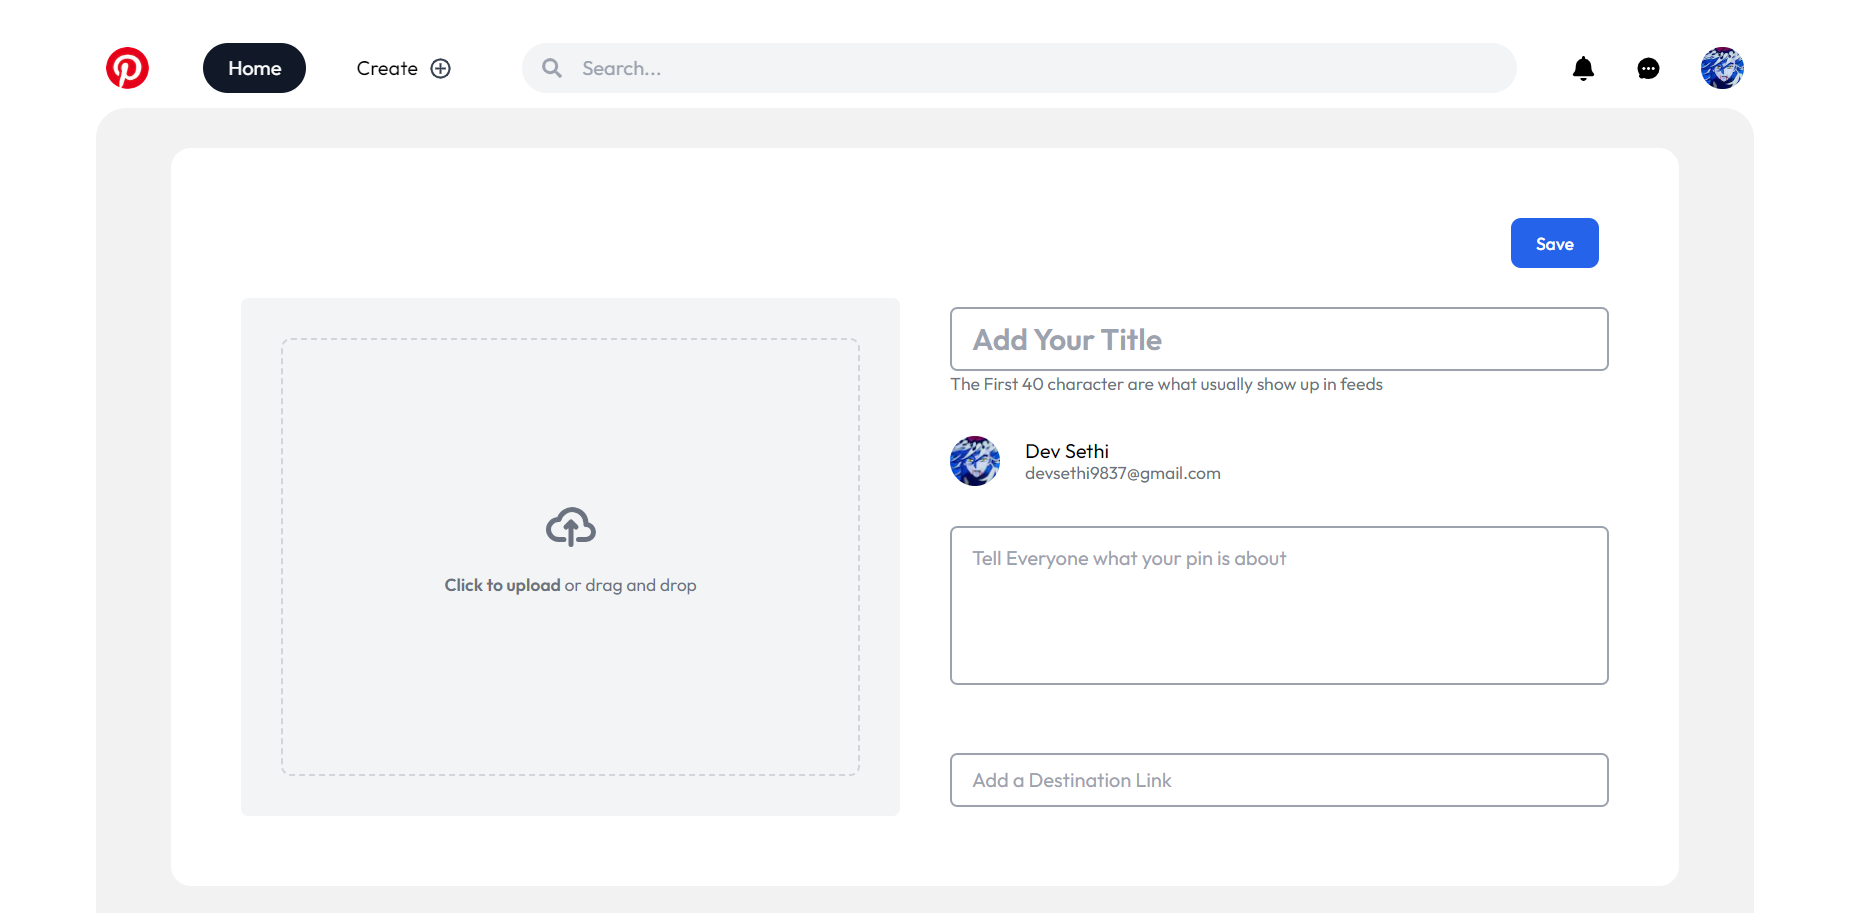 Home
Create
Search...
Save
Add Your Title
The First 40 character are what usually show up in feeds
Dev Sethi
devsethi9837@gmail.com
Tell Everyone what your pin is about
Click to upload or drag and drop
Add a Destination Link